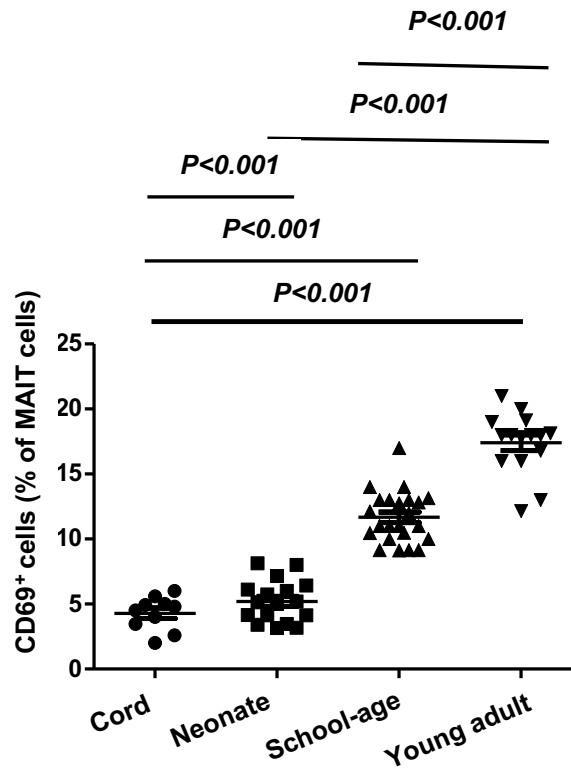 P<0.001
P<0.001
P<0.001
P<0.001
P<0.001
CD69⁺ cells (% of MAIT cells)
25
20
15
10
5
0
Cord
Neonate
School-age
Young adult